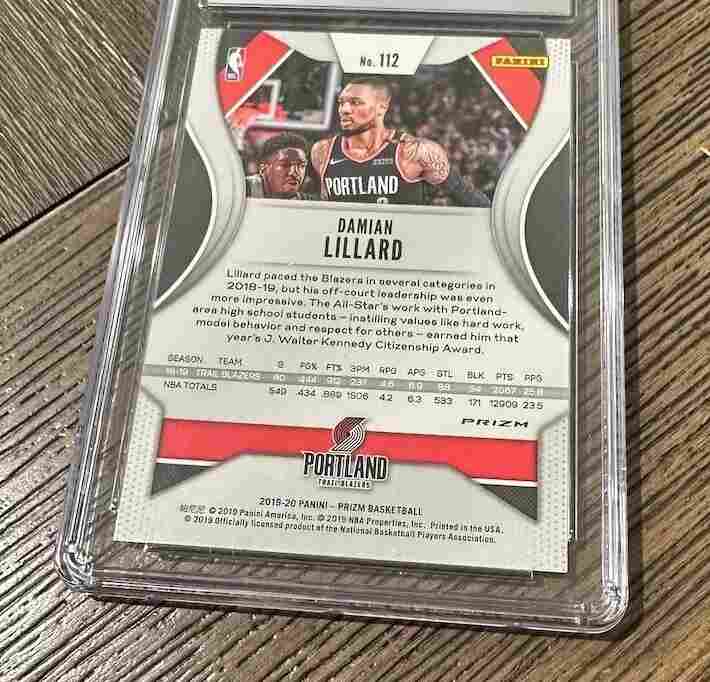 No. 112
PANINI
PORTLAND
DAMIAN
LILLARD
Lillard paced the Blazers in several categories in
2018-19, but his off-court leadership was even
more impressive. The All-Star's work with Portland-
area high school students – instilling values like hard work,
model behavior and respect for others – earned him that
year's J. Walter Kennedy Citizenship Award.
SEASON TEAM G FG% FT% 3PM RPG APG STL BLK PTS PPG
18-19 TRAIL BLAZERS 80 .444 .912 237 4.6 6.9 88 34 2067 25.8
NBA TOTALS 549 .434 .889 1506 4.2 6.3 533 171 12909 23.5
PRIZM
PORTLAND
TRAIL BLAZERS
2019-20 PANINI – PRIZM BASKETBALL
帕尼尼 © 2019 Panini America, Inc. © 2019 NBA Properties, Inc. Printed in the USA.
© 2019 Officially licensed product of the National Basketball Players Association.